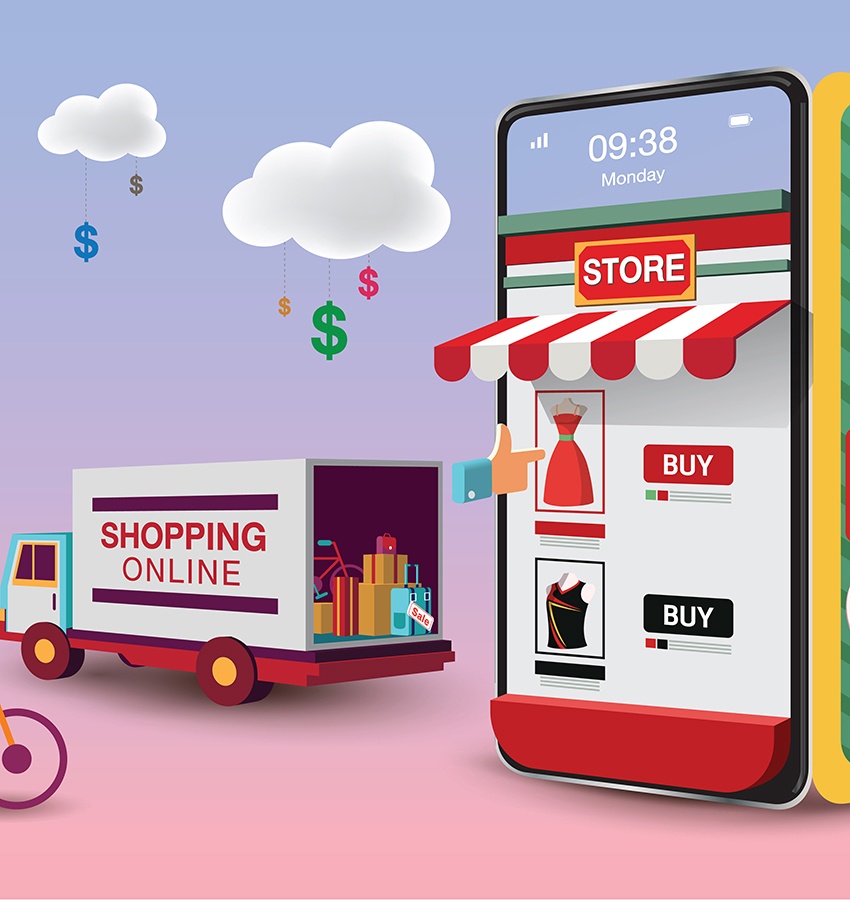 09:38
Monday
STORE
BUY
BUY
SHOPPING
ONLINE
Sale
$
$
$
$
$